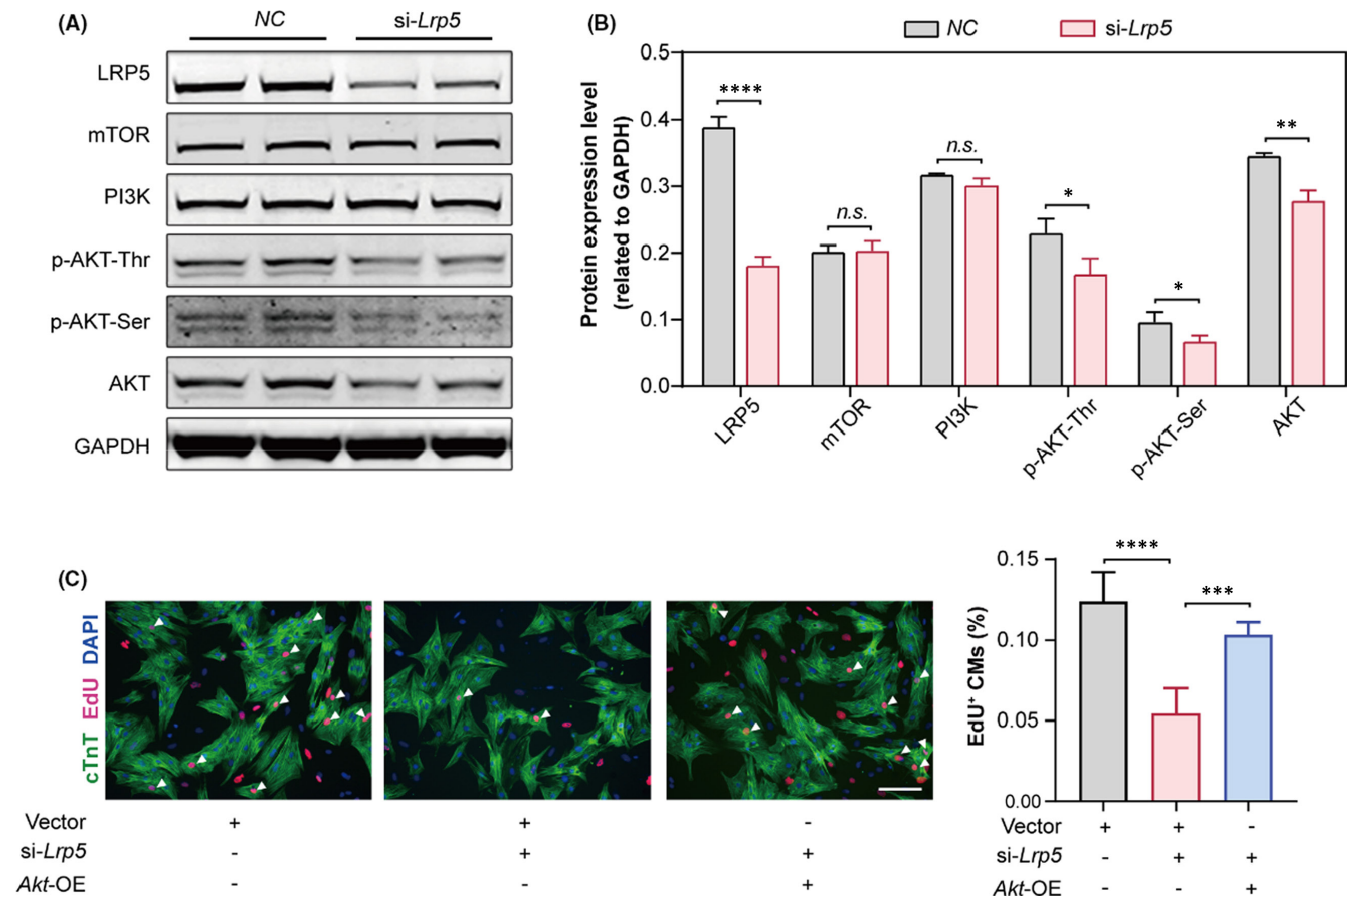 (A)
NC si-Lrp5
LRP5
mTOR
PI3K
p-AKT-Thr
p-AKT-Ser
AKT
GAPDH
(B)
NC si-Lrp5
Protein expression level
(related to GAPDH)
0.5
0.4
0.3
0.2
0.1
0.0
****
n.s.
n.s.
*
*
**
LRP5
mTOR
PI3K
p-AKT-Thr
p-AKT-Ser
AKT
(C)
cTnT EdU DAPI
Vector + + -
si-Lrp5 - + +
Akt-OE - - +
EdU⁺ CMs (%)
0.15
0.10
0.05
0.00
****
***
Vector + + -
si-Lrp5 - + +
Akt-OE - - +